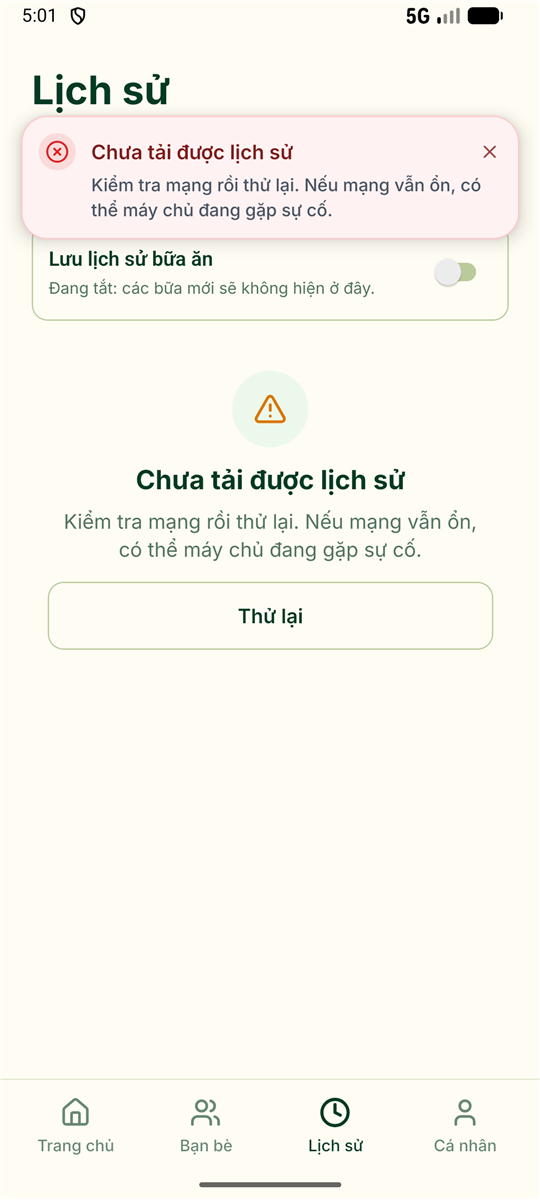 5:01
5G
Lịch sử
Chưa tải được lịch sử
Kiểm tra mạng rồi thử lại. Nếu mạng vẫn ổn, có
thể máy chủ đang gặp sự cố.
Lưu lịch sử bữa ăn
Đang tắt: các bữa mới sẽ không hiện ở đây.
Chưa tải được lịch sử
Kiểm tra mạng rồi thử lại. Nếu mạng vẫn ổn,
có thể máy chủ đang gặp sự cố.
Thử lại
Trang chủ
Bạn bè
Lịch sử
Cá nhân